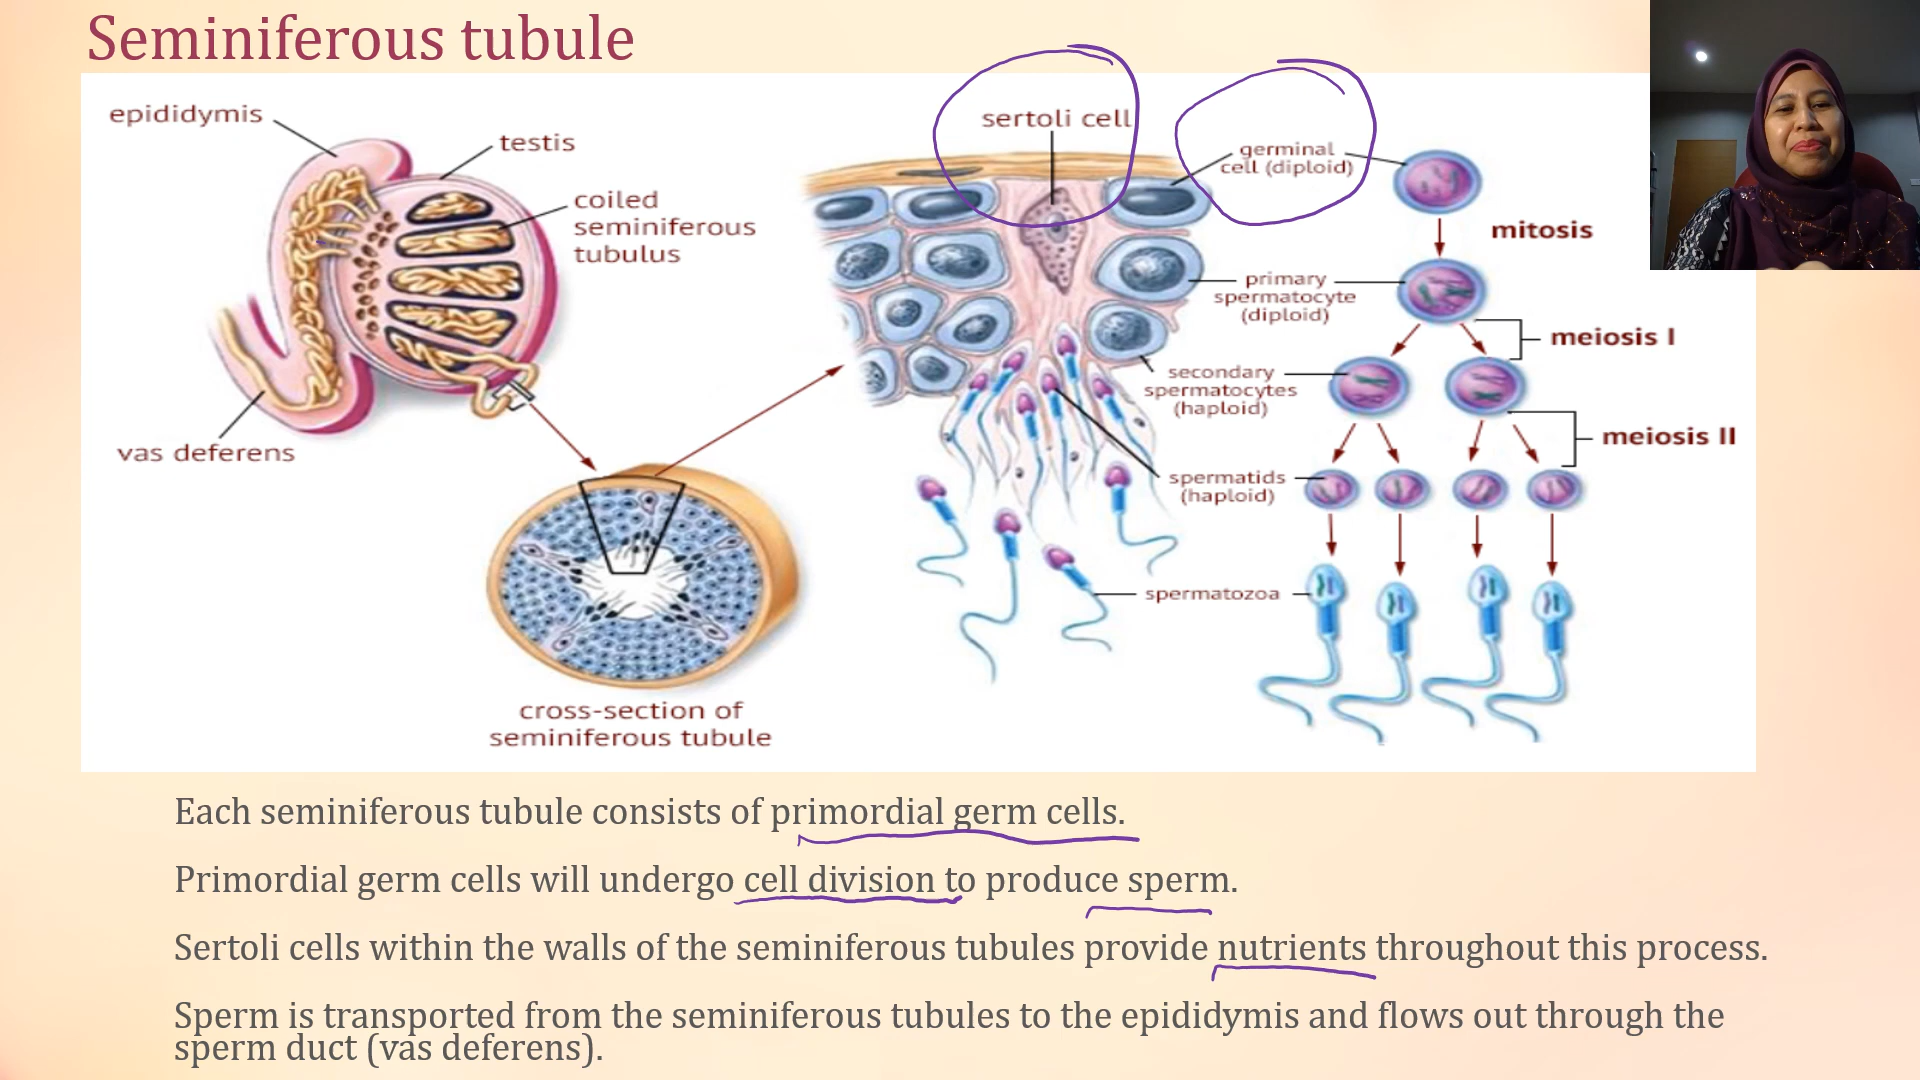 Seminiferous tubule
epididymis
testis
coiled
seminiferous
tubulus
vas deferens
cross-section of
seminiferous tubule
sertoli cell
germinal
cell (diploid)
mitosis
primary
spermatocyte
(diploid)
meiosis I
secondary
spermatocytes
(haploid)
meiosis II
spermatids
(haploid)
spermatozoa
Each seminiferous tubule consists of primordial germ cells.
Primordial germ cells will undergo cell division to produce sperm.
Sertoli cells within the walls of the seminiferous tubules provide nutrients throughout this process.
Sperm is transported from the seminiferous tubules to the epididymis and flows out through the
sperm duct (vas deferens).